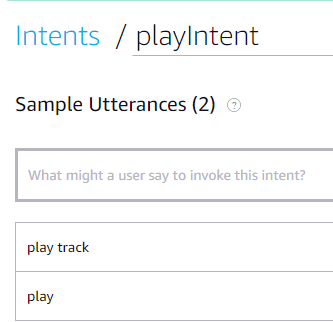 Intents / playIntent
Sample Utterances (2) ?
What might a user say to invoke this intent?
play track
play